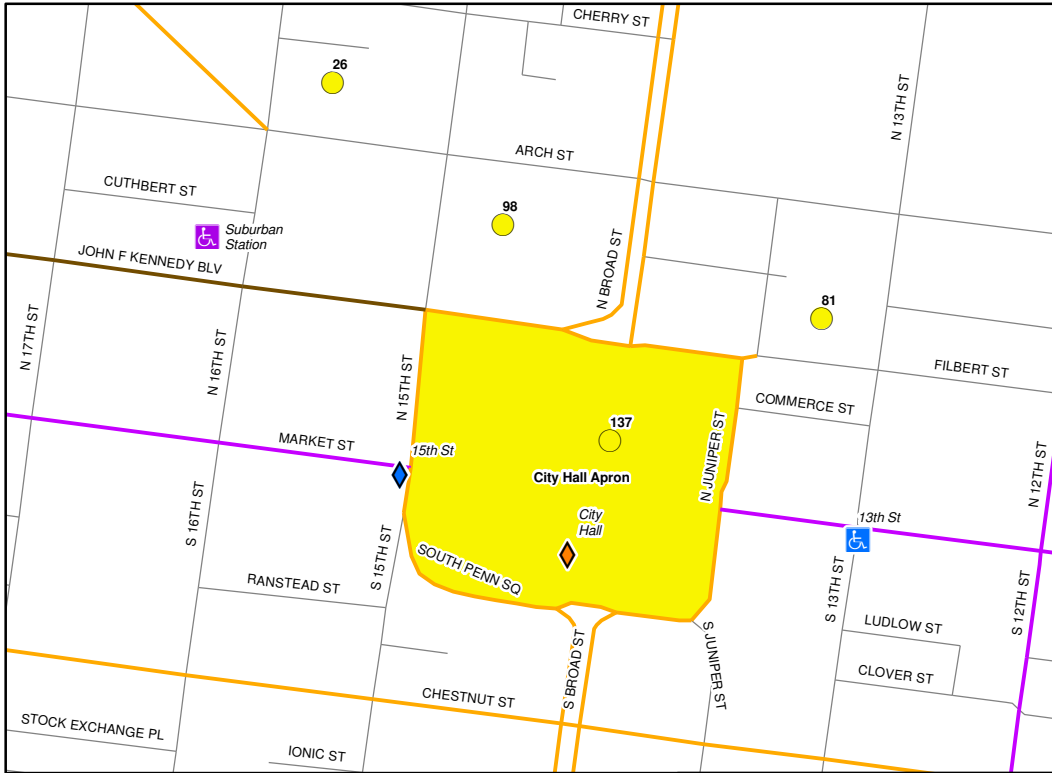 CHERRY ST
26
N 13TH ST
ARCH ST
CUTHBERT ST
98
Suburban
Station
N BROAD ST
JOHN F KENNEDY BLV
81
N 17TH ST
N 16TH ST
N 15TH ST
FILBERT ST
COMMERCE ST
137
N JUNIPER ST
MARKET ST
15th St
City Hall Apron
N 12TH ST
S 16TH ST
City
Hall
13th St
S 15TH ST
SOUTH PENN SQ
RANSTEAD ST
S 13TH ST
S 12TH ST
LUDLOW ST
S BROAD ST
S JUNIPER ST
CLOVER ST
CHESTNUT ST
STOCK EXCHANGE PL
IONIC ST